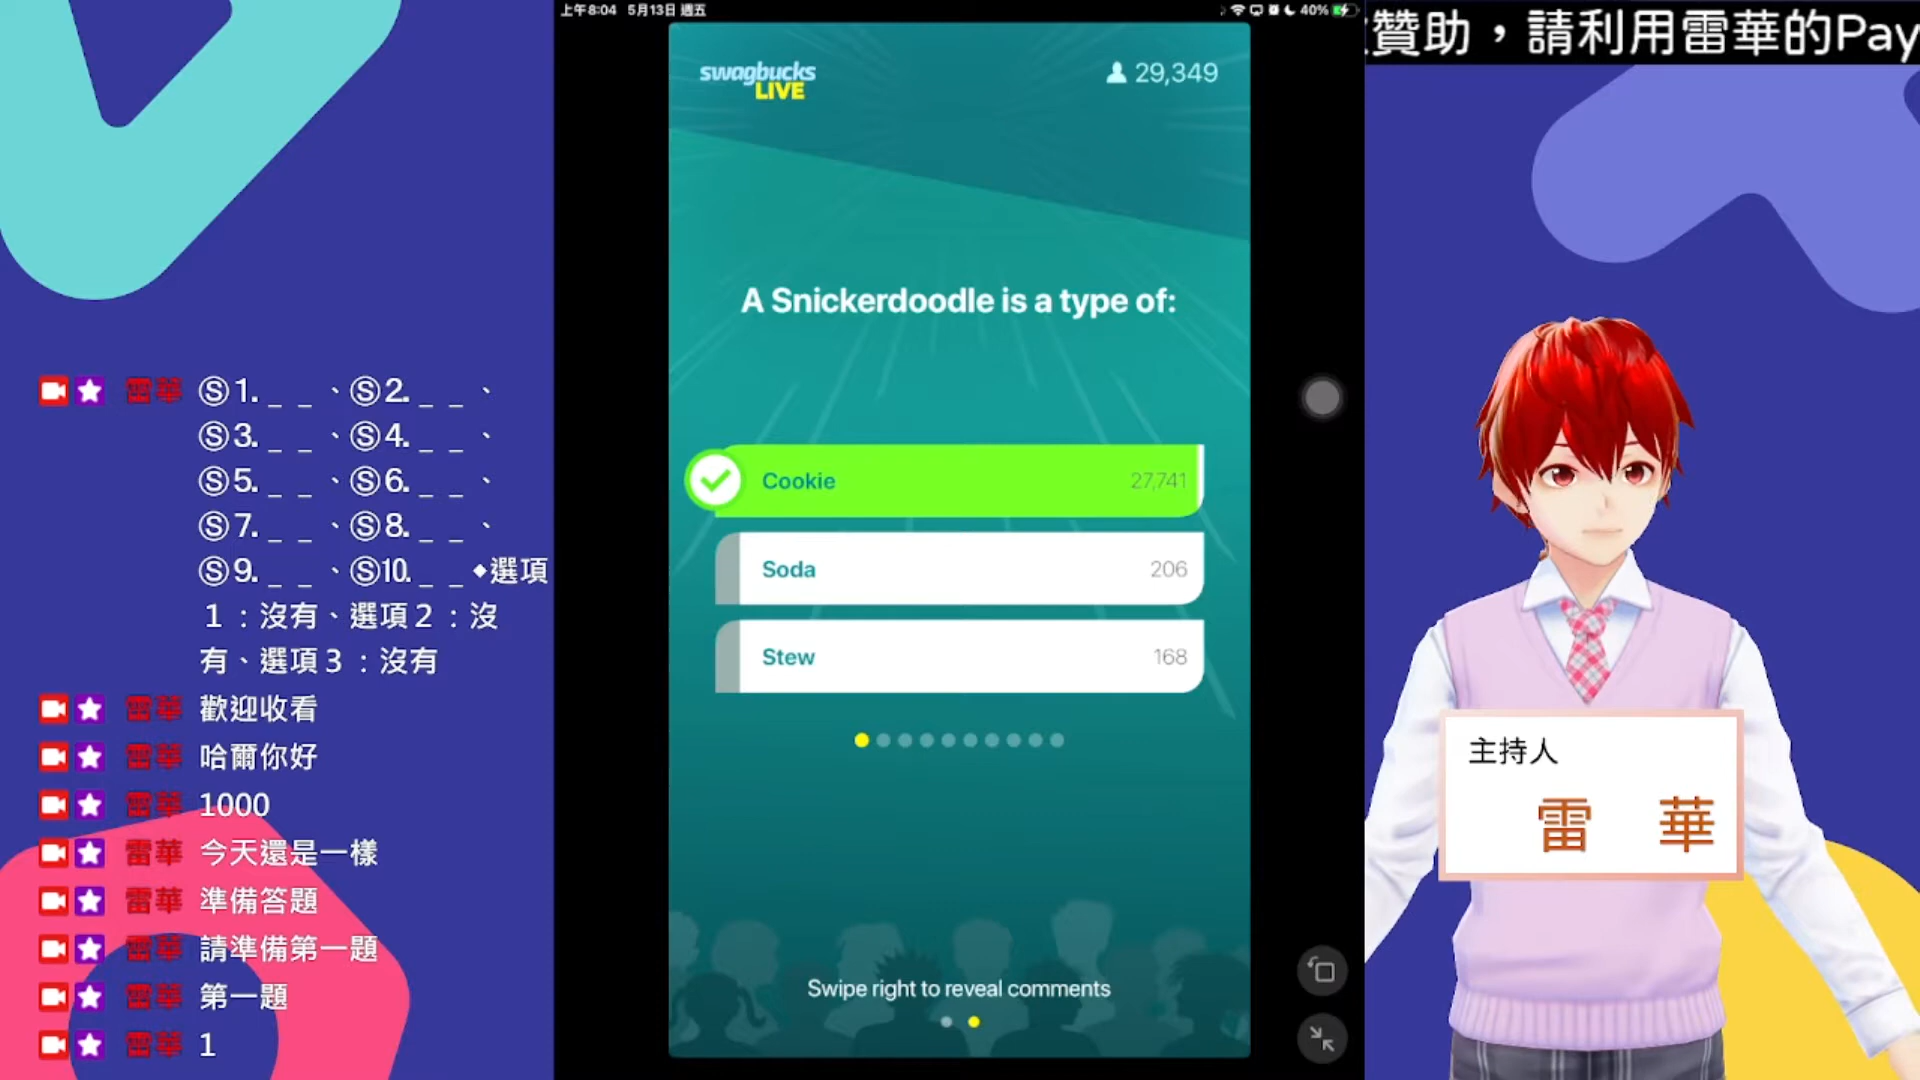 上午8:04 5月13日 週五
40%
贊助，請利用雷華的Pay
swagbucks
LIVE
29,349
A Snickerdoodle is a type of:
Cookie 27,741
Soda 206
Stew 168
Swipe right to reveal comments
雷華 Ⓢ1. _ _ 、Ⓢ2. _ _ 、
Ⓢ3. _ _ 、Ⓢ4. _ _ 、
Ⓢ5. _ _ 、Ⓢ6. _ _ 、
Ⓢ7. _ _ 、Ⓢ8. _ _ 、
Ⓢ9. _ _ 、Ⓢ10. _ _ ◆選項
１：沒有、選項２：沒
有、選項３：沒有
雷華 歡迎收看
雷華 哈爾你好
雷華 1000
雷華 今天還是一樣
雷華 準備答題
雷華 請準備第一題
雷華 第一題
雷華 1
主持人
雷 華